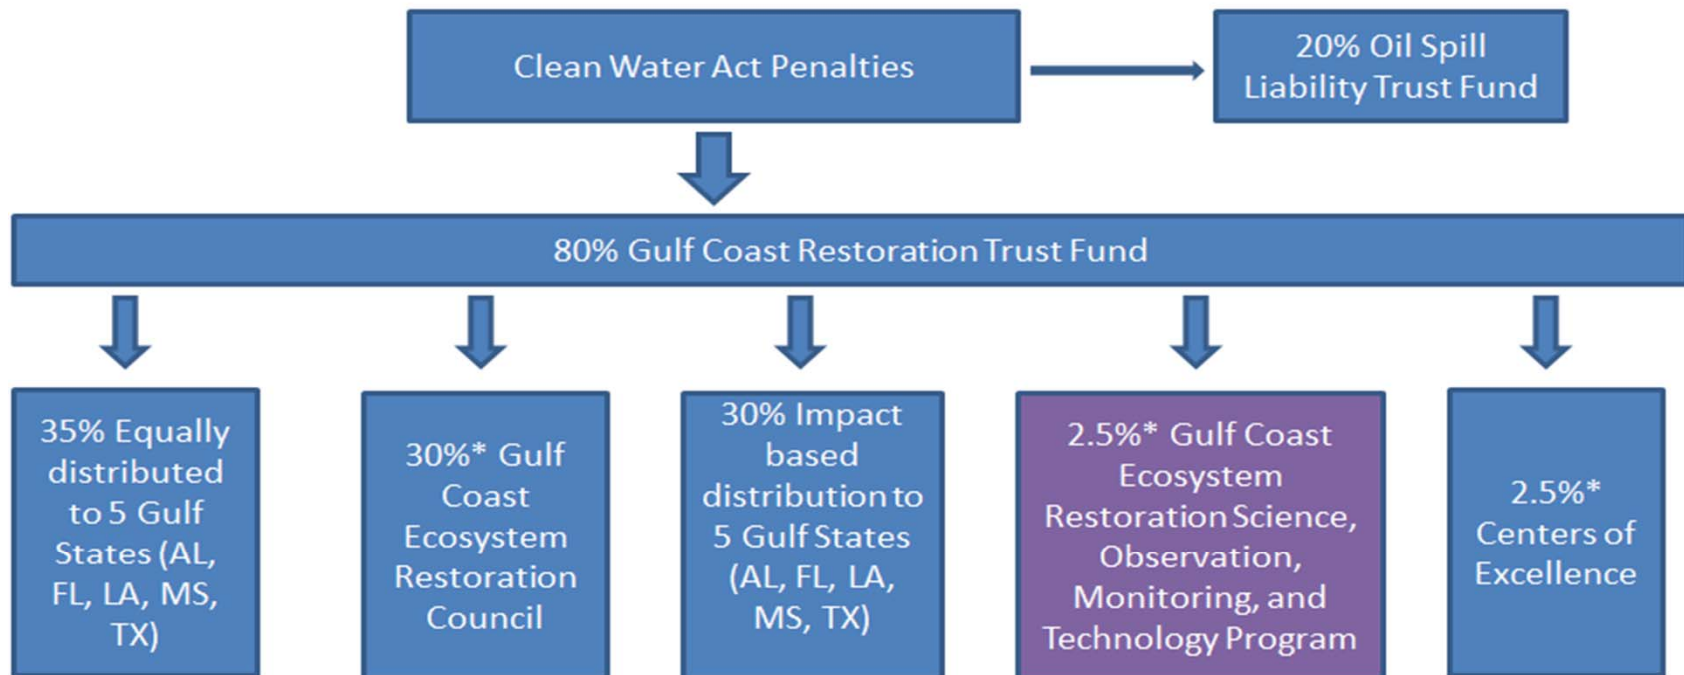 Clean Water Act Penalties
20% Oil Spill
Liability Trust Fund
80% Gulf Coast Restoration Trust Fund
35% Equally
distributed
to 5 Gulf
States (AL,
FL, LA, MS,
TX)
30%* Gulf
Coast
Ecosystem
Restoration
Council
30% Impact
based
distribution to
5 Gulf States
(AL, FL, LA,
MS, TX)
2.5%* Gulf Coast
Ecosystem
Restoration Science,
Observation,
Monitoring, and
Technology Program
2.5%*
Centers of
Excellence